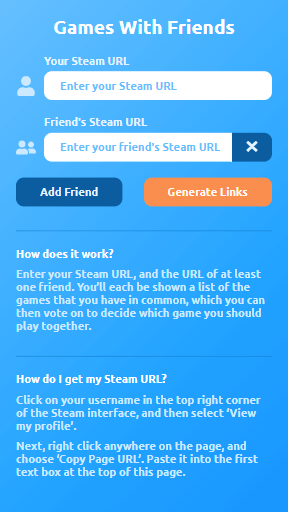 Games With Friends
Your Steam URL
Enter your Steam URL
Friend's Steam URL
Enter your friend's Steam URL
Add Friend
Generate Links
How does it work?
Enter your Steam URL, and the URL of at least
one friend. You'll each be shown a list of the
games that you have in common, which you can
then vote on to decide which game you should
play together.
How do I get my Steam URL?
Click on your username in the top right corner
of the Steam interface, and then select ‘View
my profile’.
Next, right click anywhere on the page, and
choose ‘Copy Page URL’. Paste it into the first
text box at the top of this page.